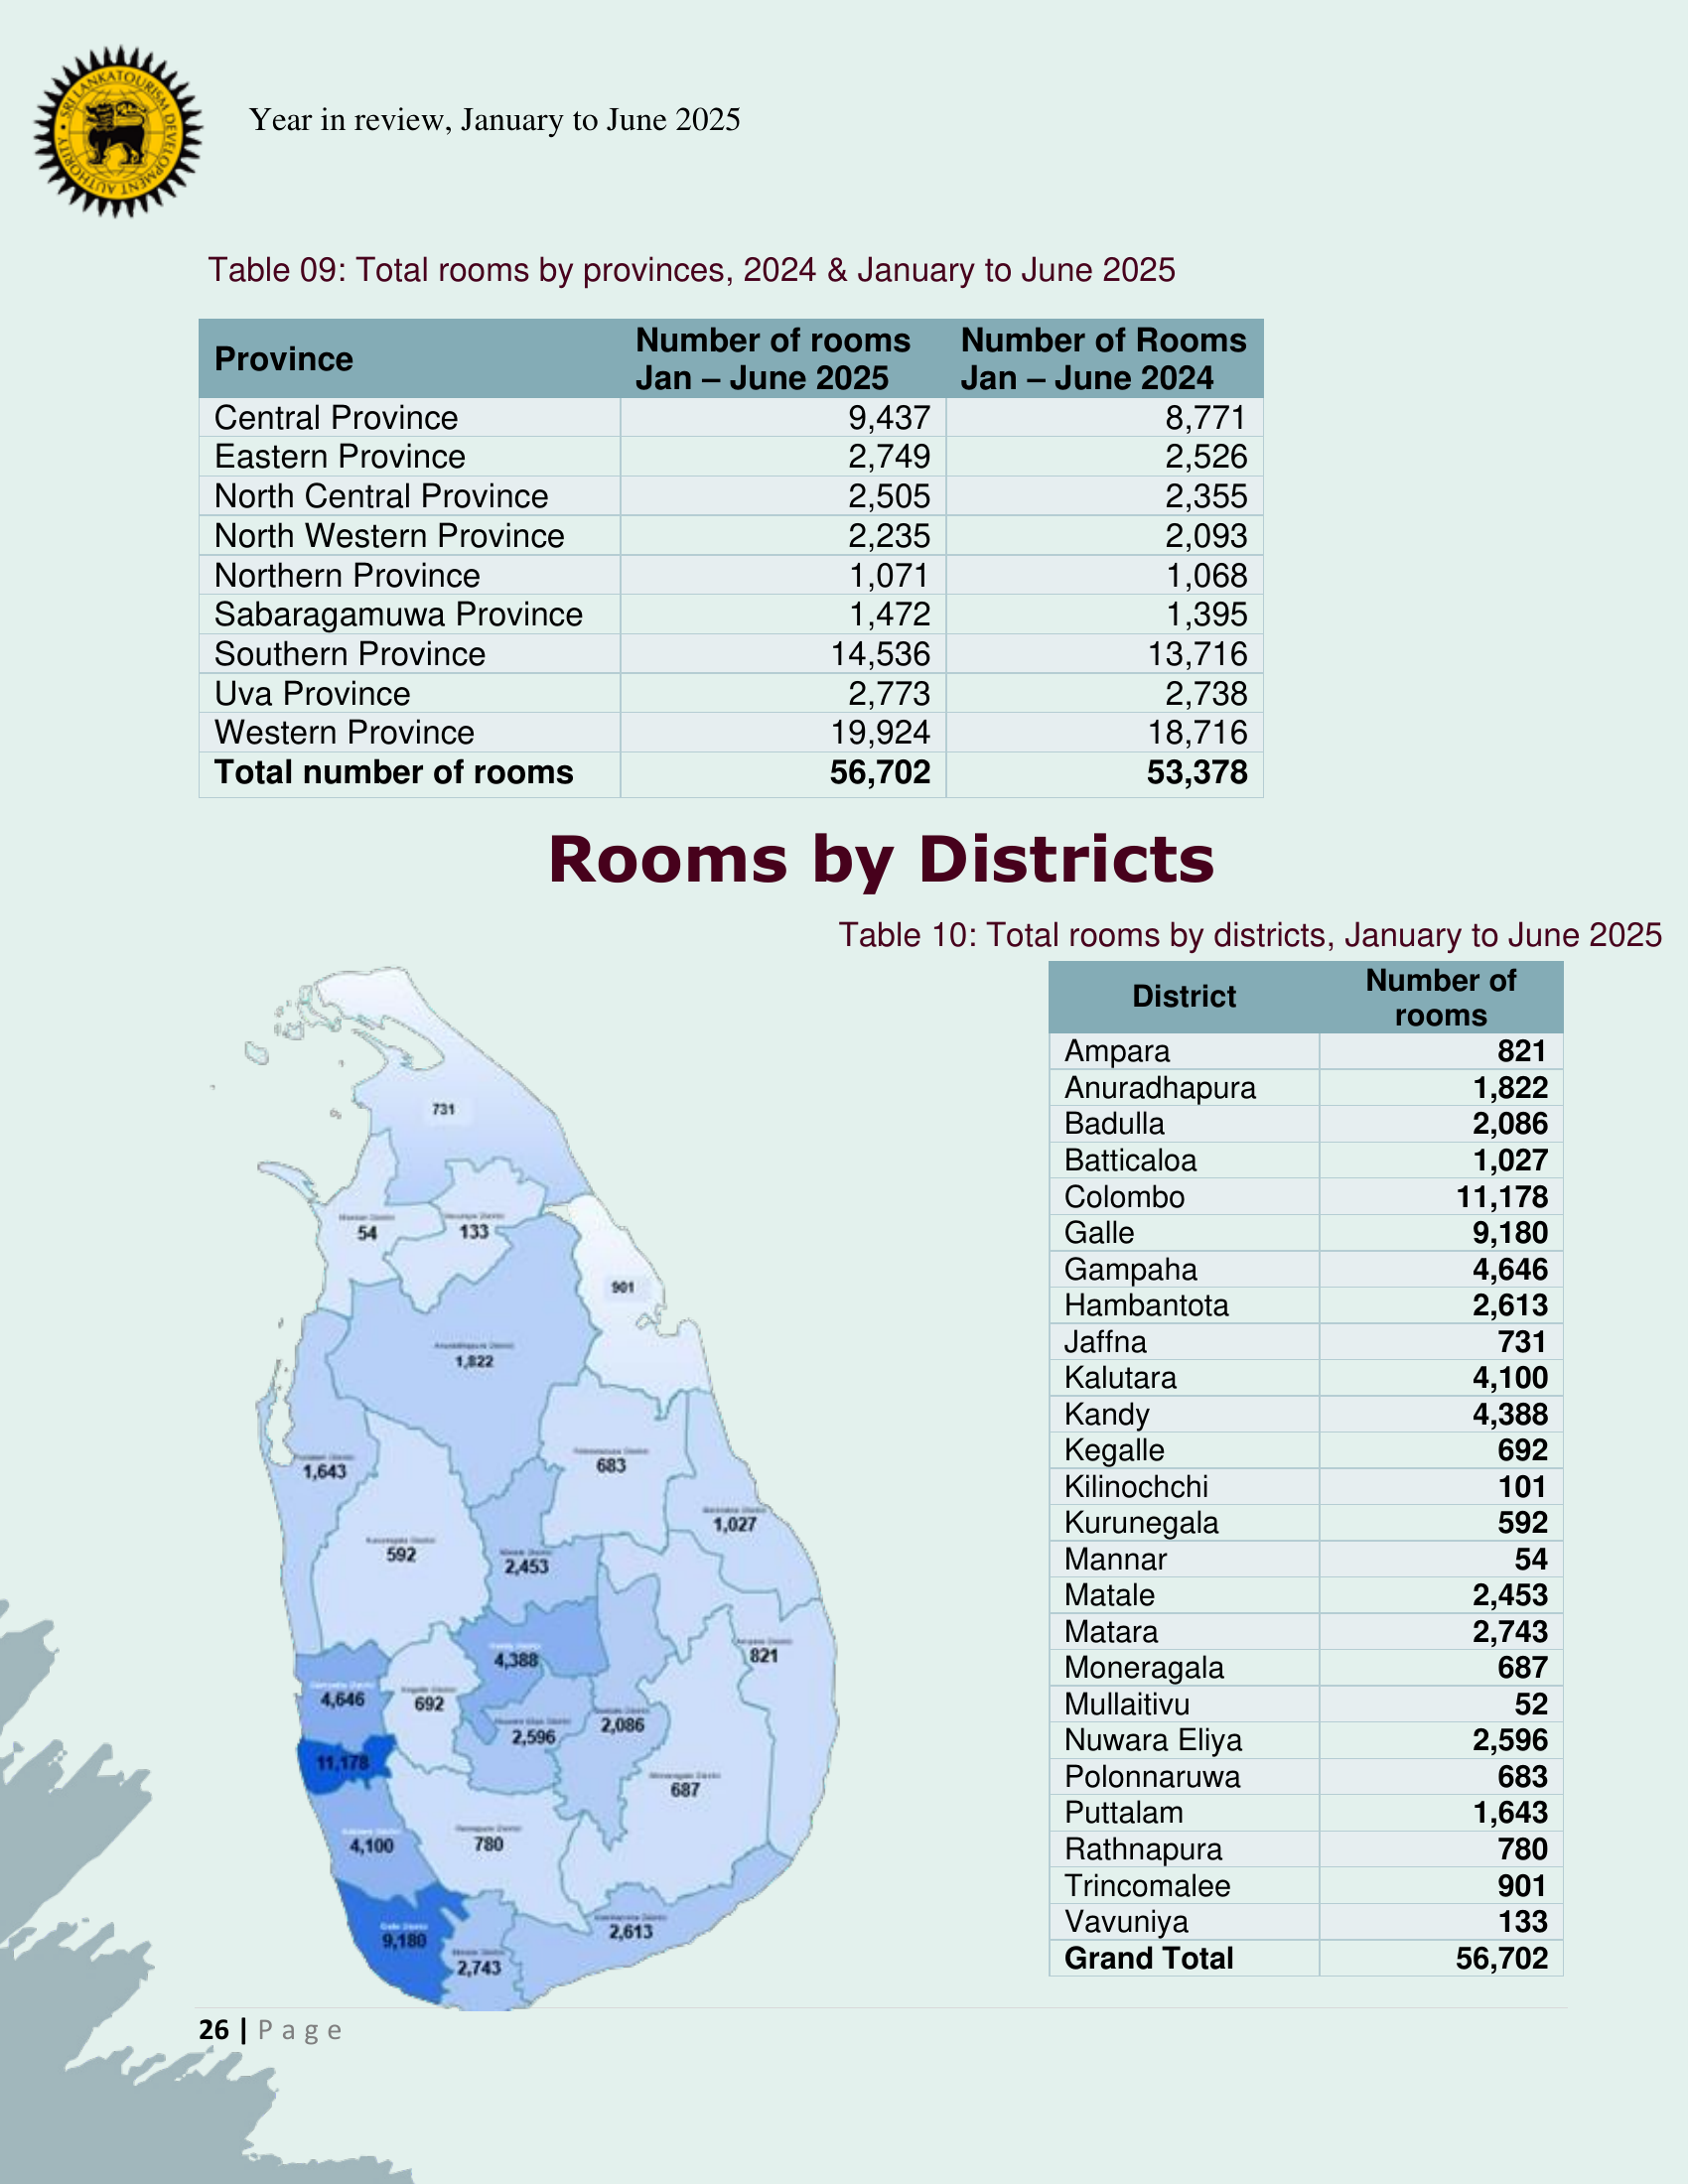 SRI LANKA TOURISM DEVELOPMENT AUTHORITY
Year in review, January to June 2025
Table 09: Total rooms by provinces, 2024 & January to June 2025
Province Number of rooms Jan – June 2025 Number of Rooms Jan – June 2024
Central Province 9,437 8,771
Eastern Province 2,749 2,526
North Central Province 2,505 2,355
North Western Province 2,235 2,093
Northern Province 1,071 1,068
Sabaragamuwa Province 1,472 1,395
Southern Province 14,536 13,716
Uva Province 2,773 2,738
Western Province 19,924 18,716
Total number of rooms 56,702 53,378
Rooms by Districts
Table 10: Total rooms by districts, January to June 2025
731
54
133
901
1,822
1,643
683
1,027
592
2,453
4,388
821
4,646
692
2,596
2,086
11,178
687
4,100
780
9,180
2,613
2,743
District Number of rooms
Ampara 821
Anuradhapura 1,822
Badulla 2,086
Batticaloa 1,027
Colombo 11,178
Galle 9,180
Gampaha 4,646
Hambantota 2,613
Jaffna 731
Kalutara 4,100
Kandy 4,388
Kegalle 692
Kilinochchi 101
Kurunegala 592
Mannar 54
Matale 2,453
Matara 2,743
Moneragala 687
Mullaitivu 52
Nuwara Eliya 2,596
Polonnaruwa 683
Puttalam 1,643
Rathnapura 780
Trincomalee 901
Vavuniya 133
Grand Total 56,702
26 | Page